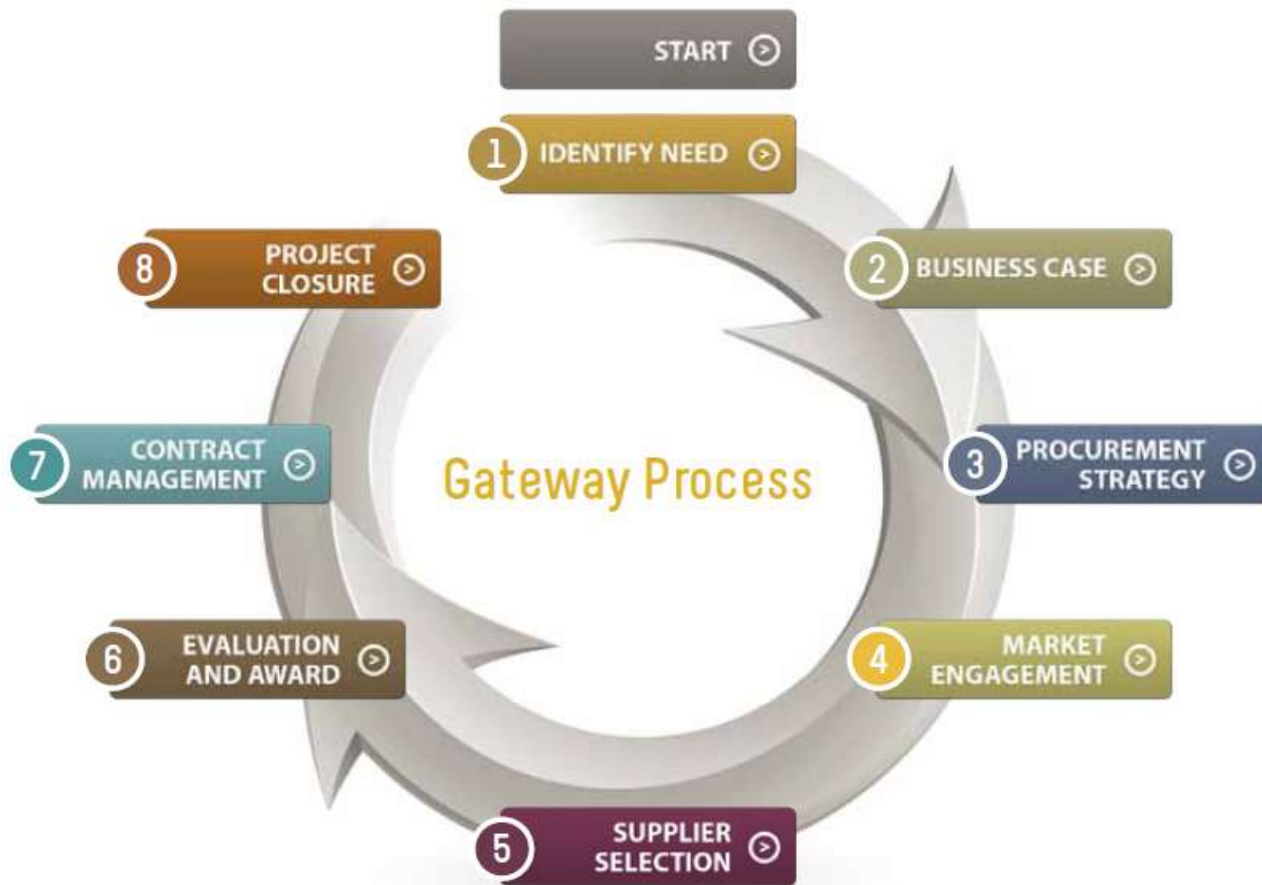 START
1 IDENTIFY NEED
2 BUSINESS CASE
3 PROCUREMENT
STRATEGY
4 MARKET
ENGAGEMENT
5 SUPPLIER
SELECTION
6 EVALUATION
AND AWARD
7 CONTRACT
MANAGEMENT
8 PROJECT
CLOSURE
Gateway Process